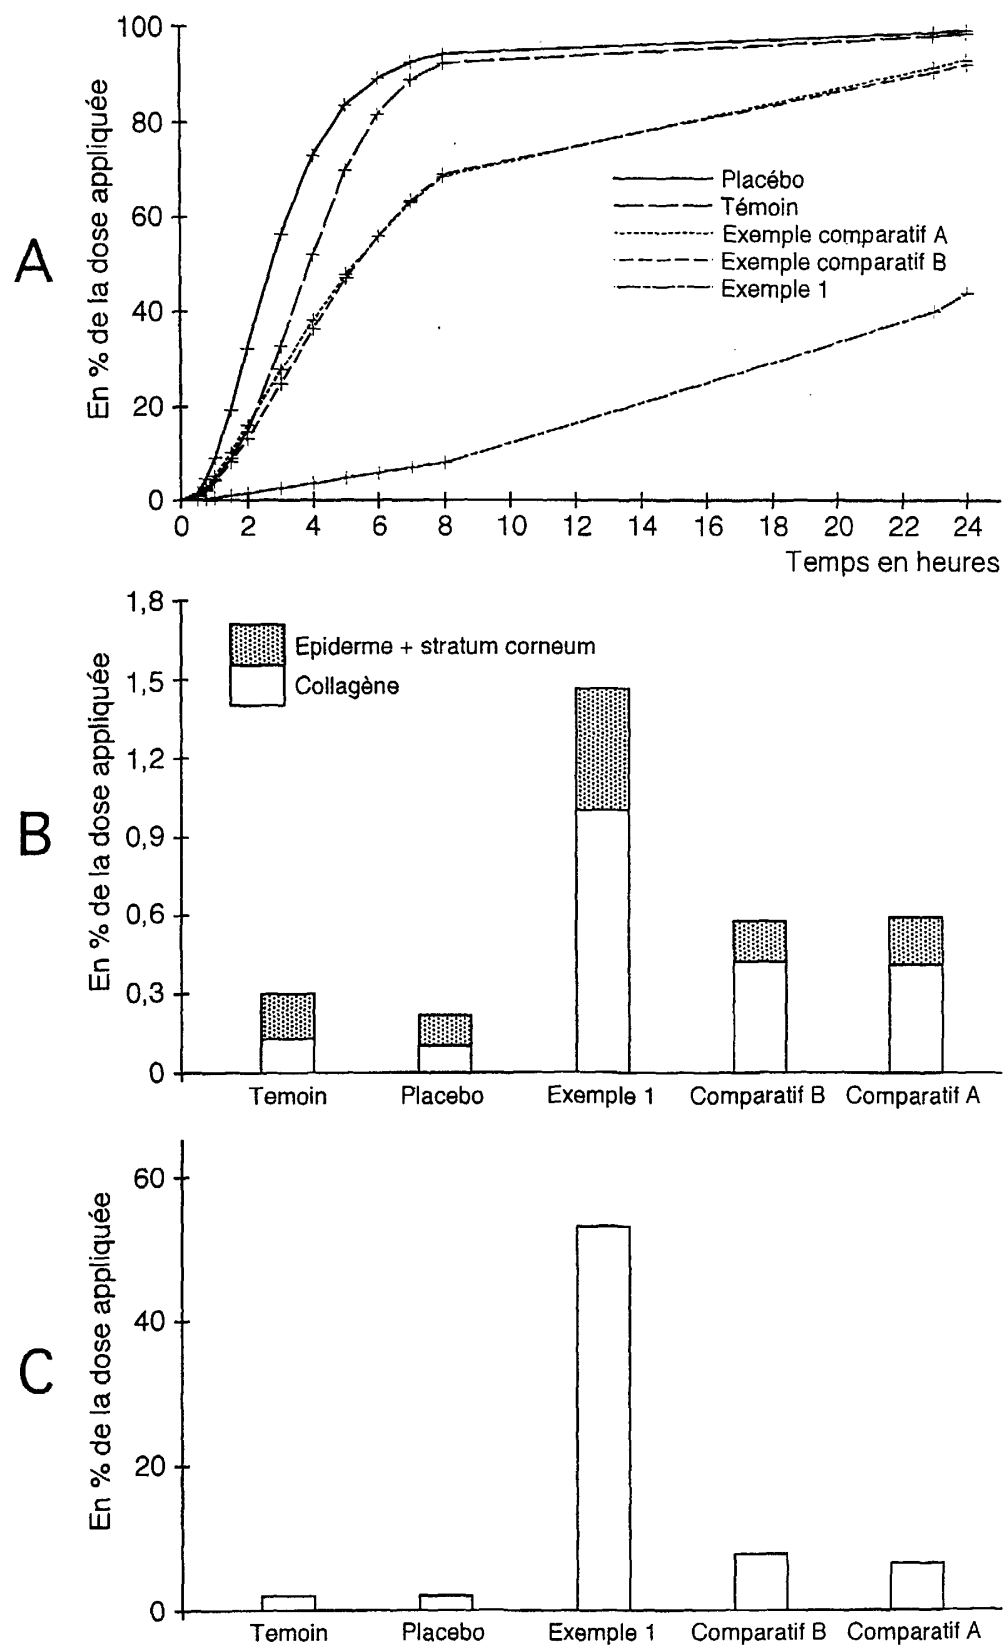 A
En % de la dose appliquée
100
80
60
40
20
0
Placébo
Témoin
Exemple comparatif A
Exemple comparatif B
Exemple 1
0 2 4 6 8 10 12 14 16 18 20 22 24
Temps en heures
B
En % de la dose appliquée
1,8
1,5
1,2
0,9
0,6
0,3
0
Epiderme + stratum corneum
Collagène
Temoin Placebo Exemple 1 Comparatif B Comparatif A
C
En % de la dose appliquée
60
40
20
0
Temoin Placebo Exemple 1 Comparatif B Comparatif A